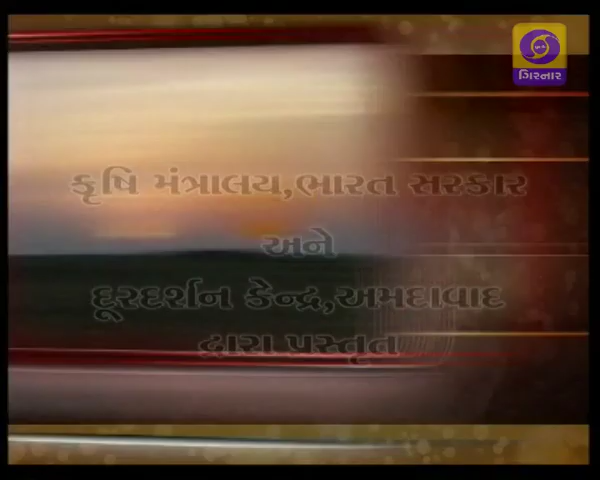 ગિરનાર
કૃષિ મંત્રાલય,ભારત સરકાર
અને
દૂરદર્શન કેન્દ્ર,અમદાવાદ
દ્વારા પ્રસ્તુત